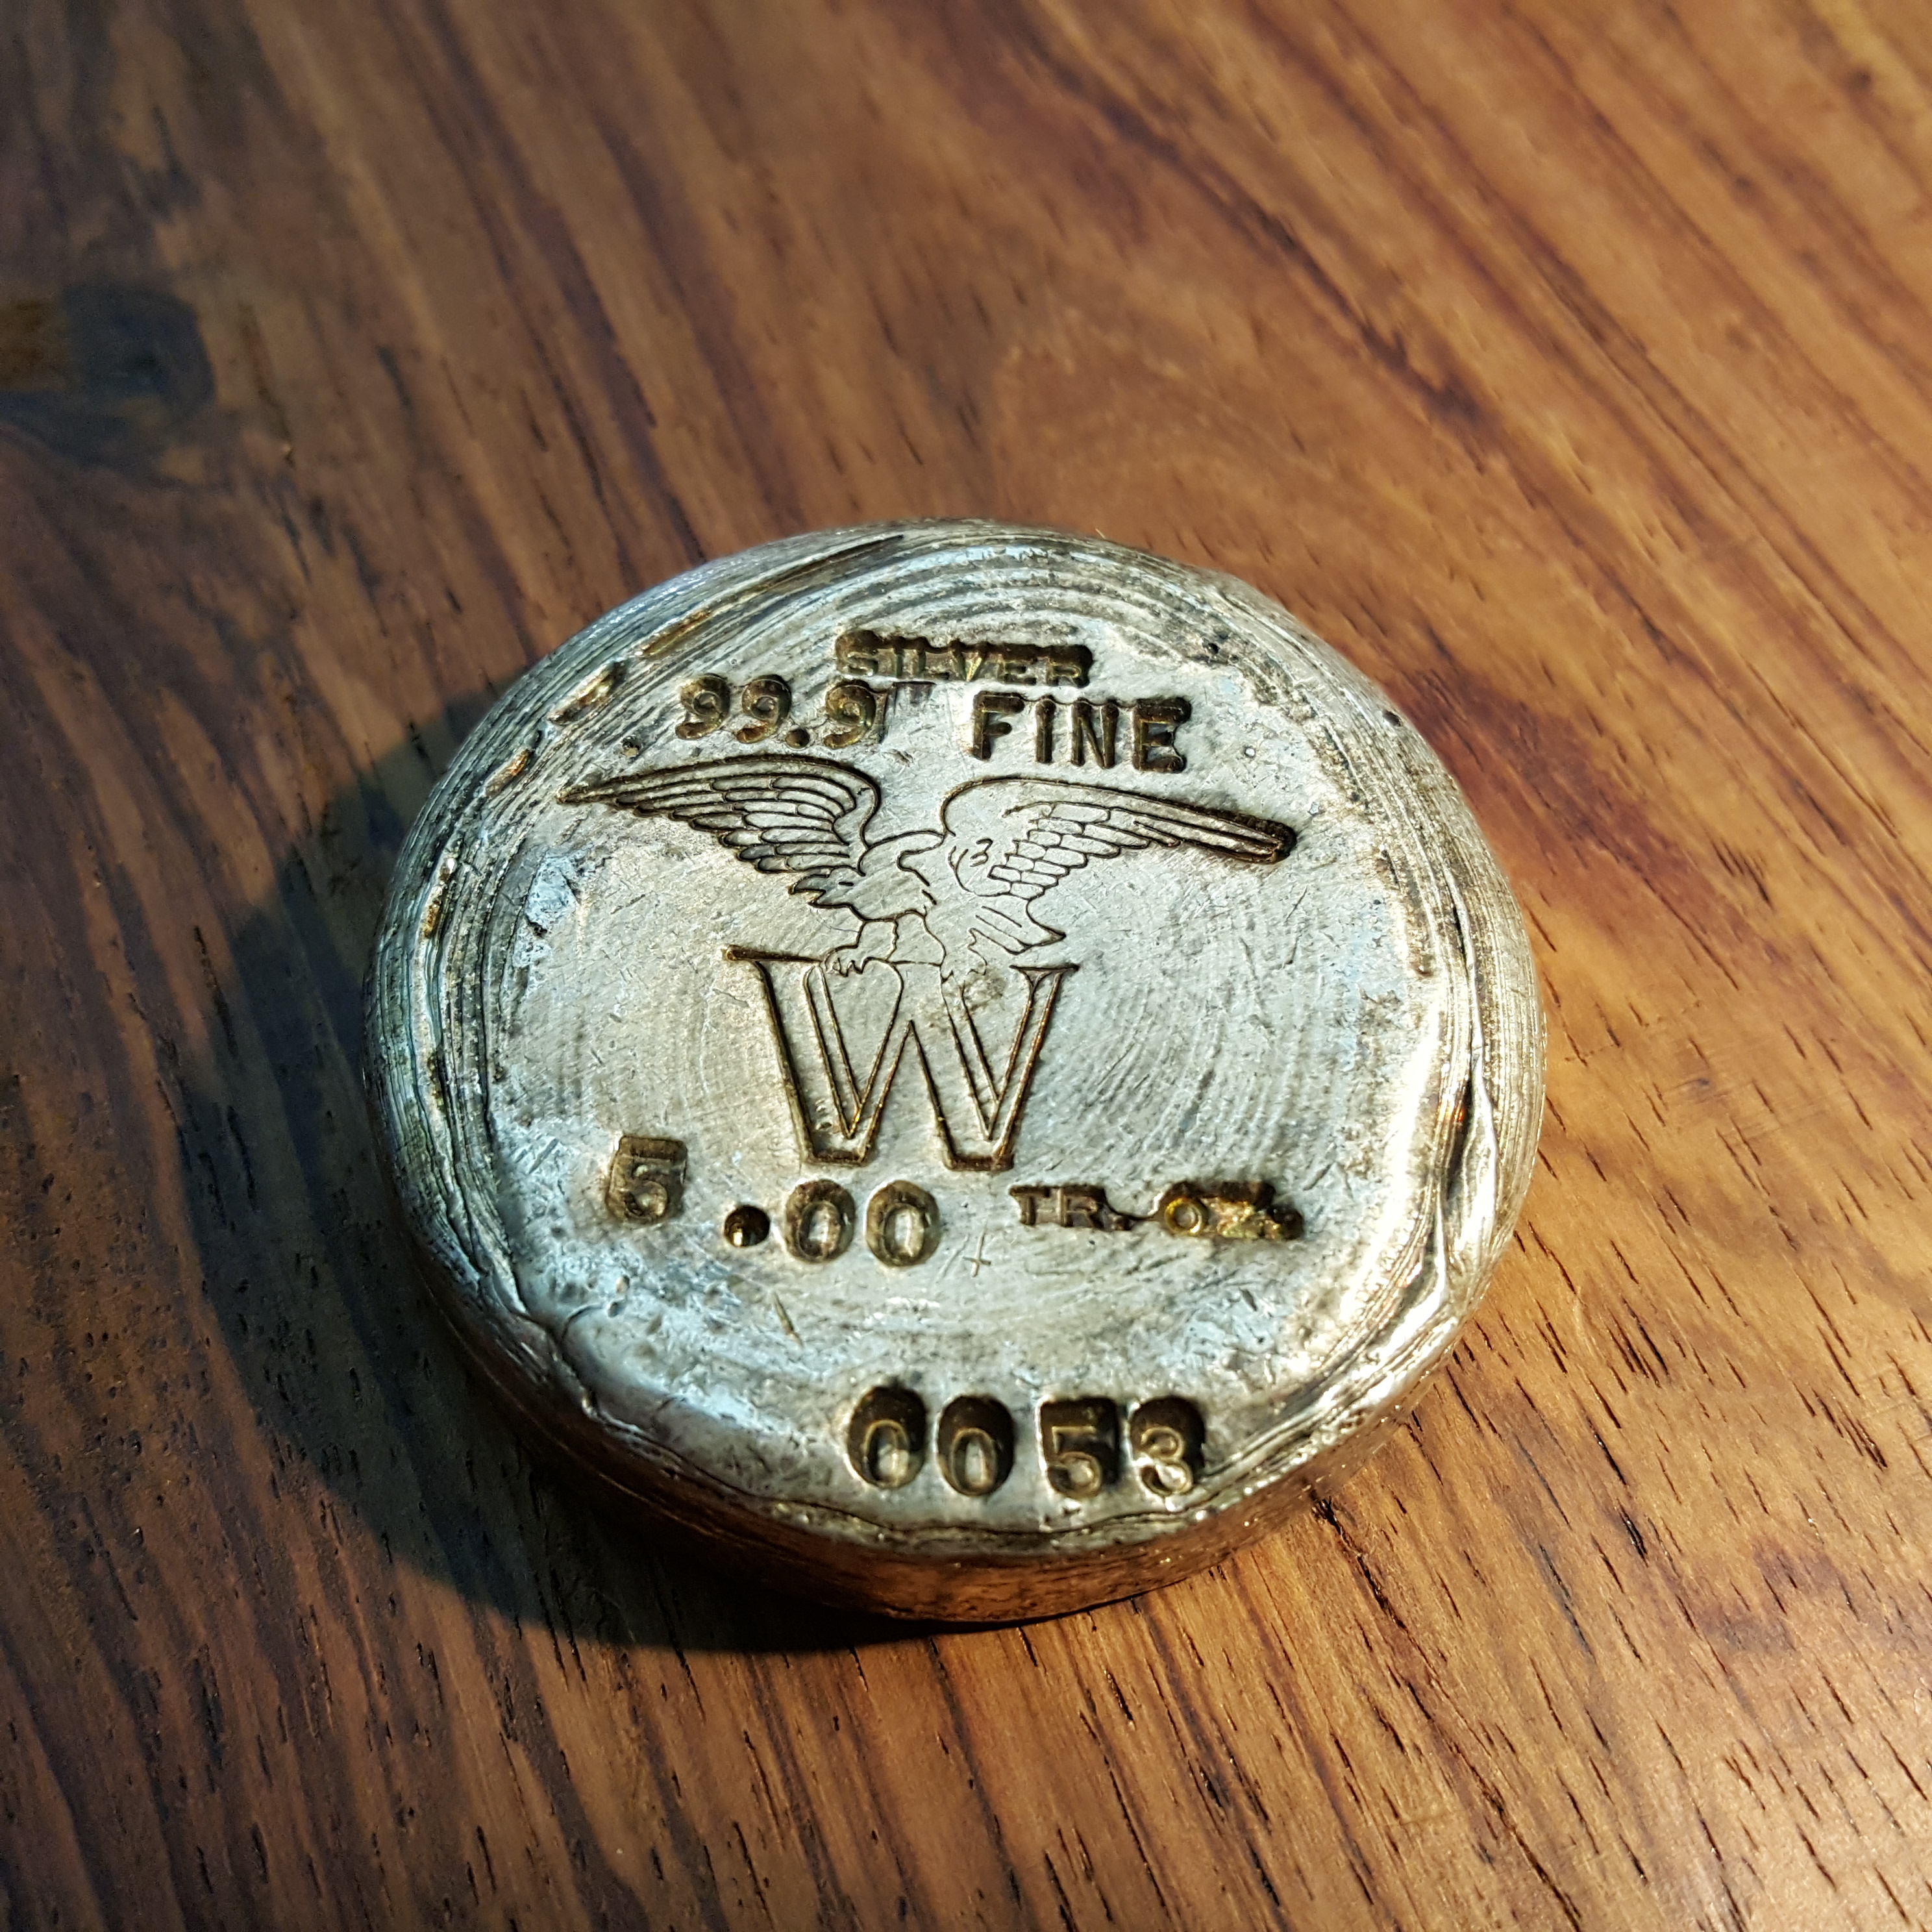 SILVER
99.9 FINE
W
5.00 TR. OZ.
0053